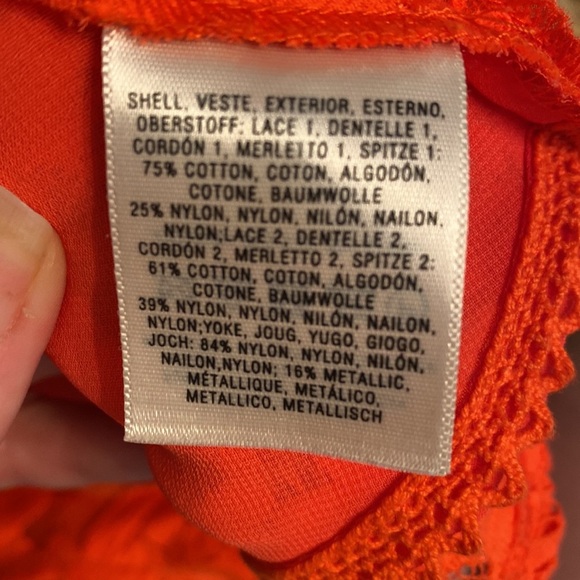 SHELL, VESTE, EXTERIOR, ESTERNO,
OBERSTOFF: LACE 1, DENTELLE 1,
CORDÓN 1, MERLETTO 1, SPITZE 1:
75% COTTON, COTON, ALGODÓN,
COTONE, BAUMWOLLE
25% NYLON, NYLON, NILÓN, NAILON,
NYLON;LACE 2, DENTELLE 2,
CORDÓN 2, MERLETTO 2, SPITZE 2:
61% COTTON, COTON, ALGODÓN,
COTONE, BAUMWOLLE
39% NYLON, NYLON, NILÓN, NAILON,
NYLON;YOKE, JOUG, YUGO, GIOGO,
JOCH: 84% NYLON, NYLON, NILÓN,
NAILON,NYLON; 16% METALLIC,
MÉTALLIQUE, METÁLICO,
METALLICO, METALLISCH